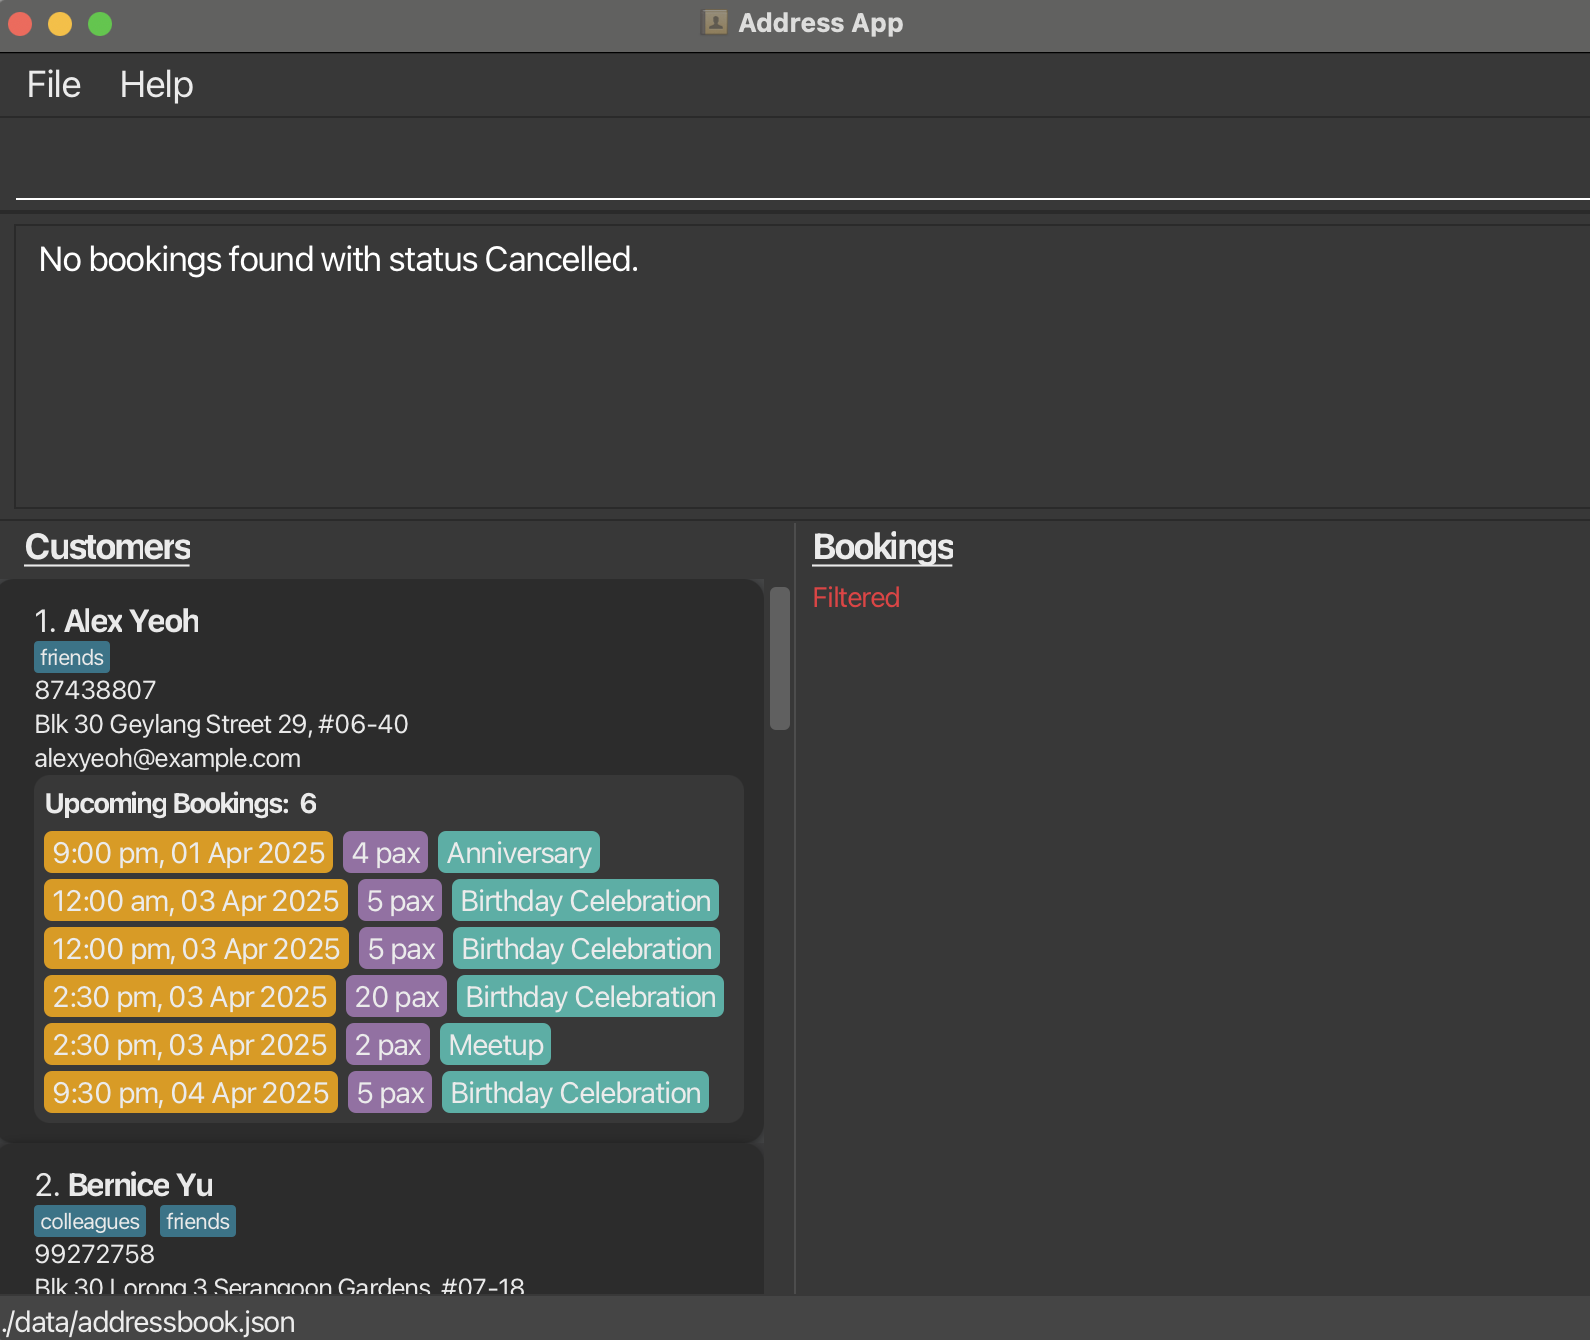 Address App
File Help
No bookings found with status Cancelled.
Customers
1. Alex Yeoh
friends
87438807
Blk 30 Geylang Street 29, #06-40
alexyeoh@example.com
Upcoming Bookings: 6
9:00 pm, 01 Apr 2025 4 pax Anniversary
12:00 am, 03 Apr 2025 5 pax Birthday Celebration
12:00 pm, 03 Apr 2025 5 pax Birthday Celebration
2:30 pm, 03 Apr 2025 20 pax Birthday Celebration
2:30 pm, 03 Apr 2025 2 pax Meetup
9:30 pm, 04 Apr 2025 5 pax Birthday Celebration
2. Bernice Yu
colleagues friends
99272758
Blk 30 Lorong 3 Serangoon Gardens, #07-18
Bookings
Filtered
./data/addressbook.json